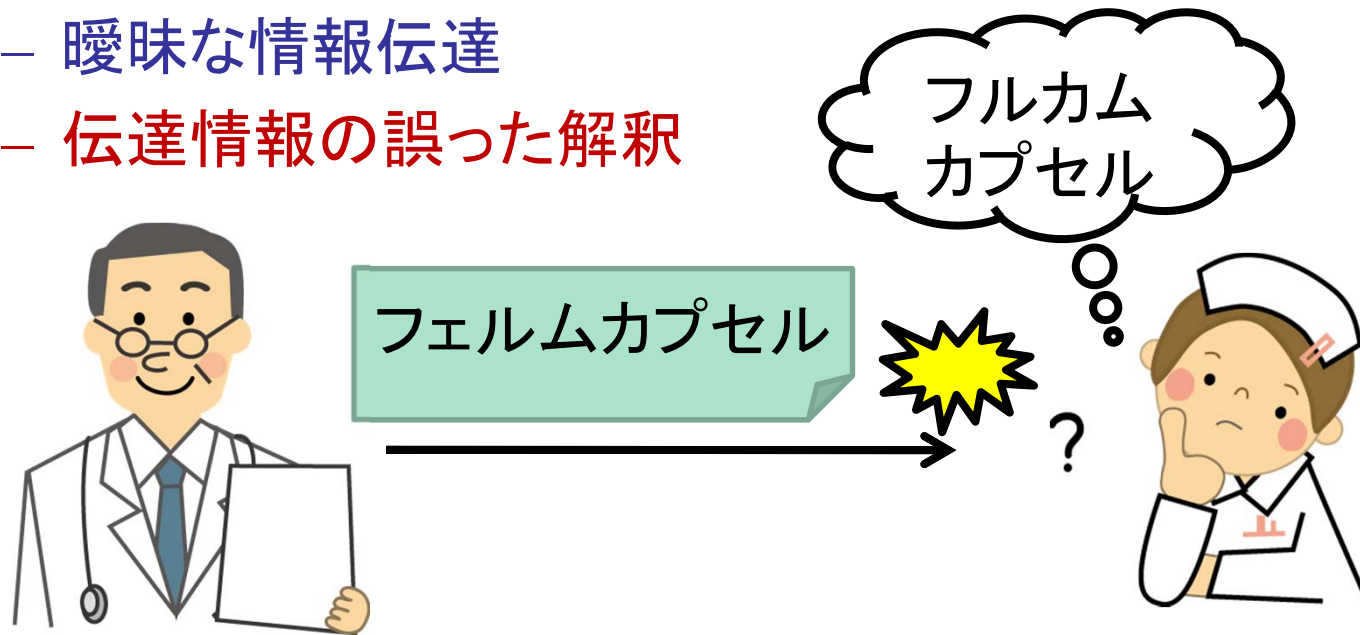 – 曖昧な情報伝達
– 伝達情報の誤った解釈
フルカム
カプセル
フェルムカプセル
?